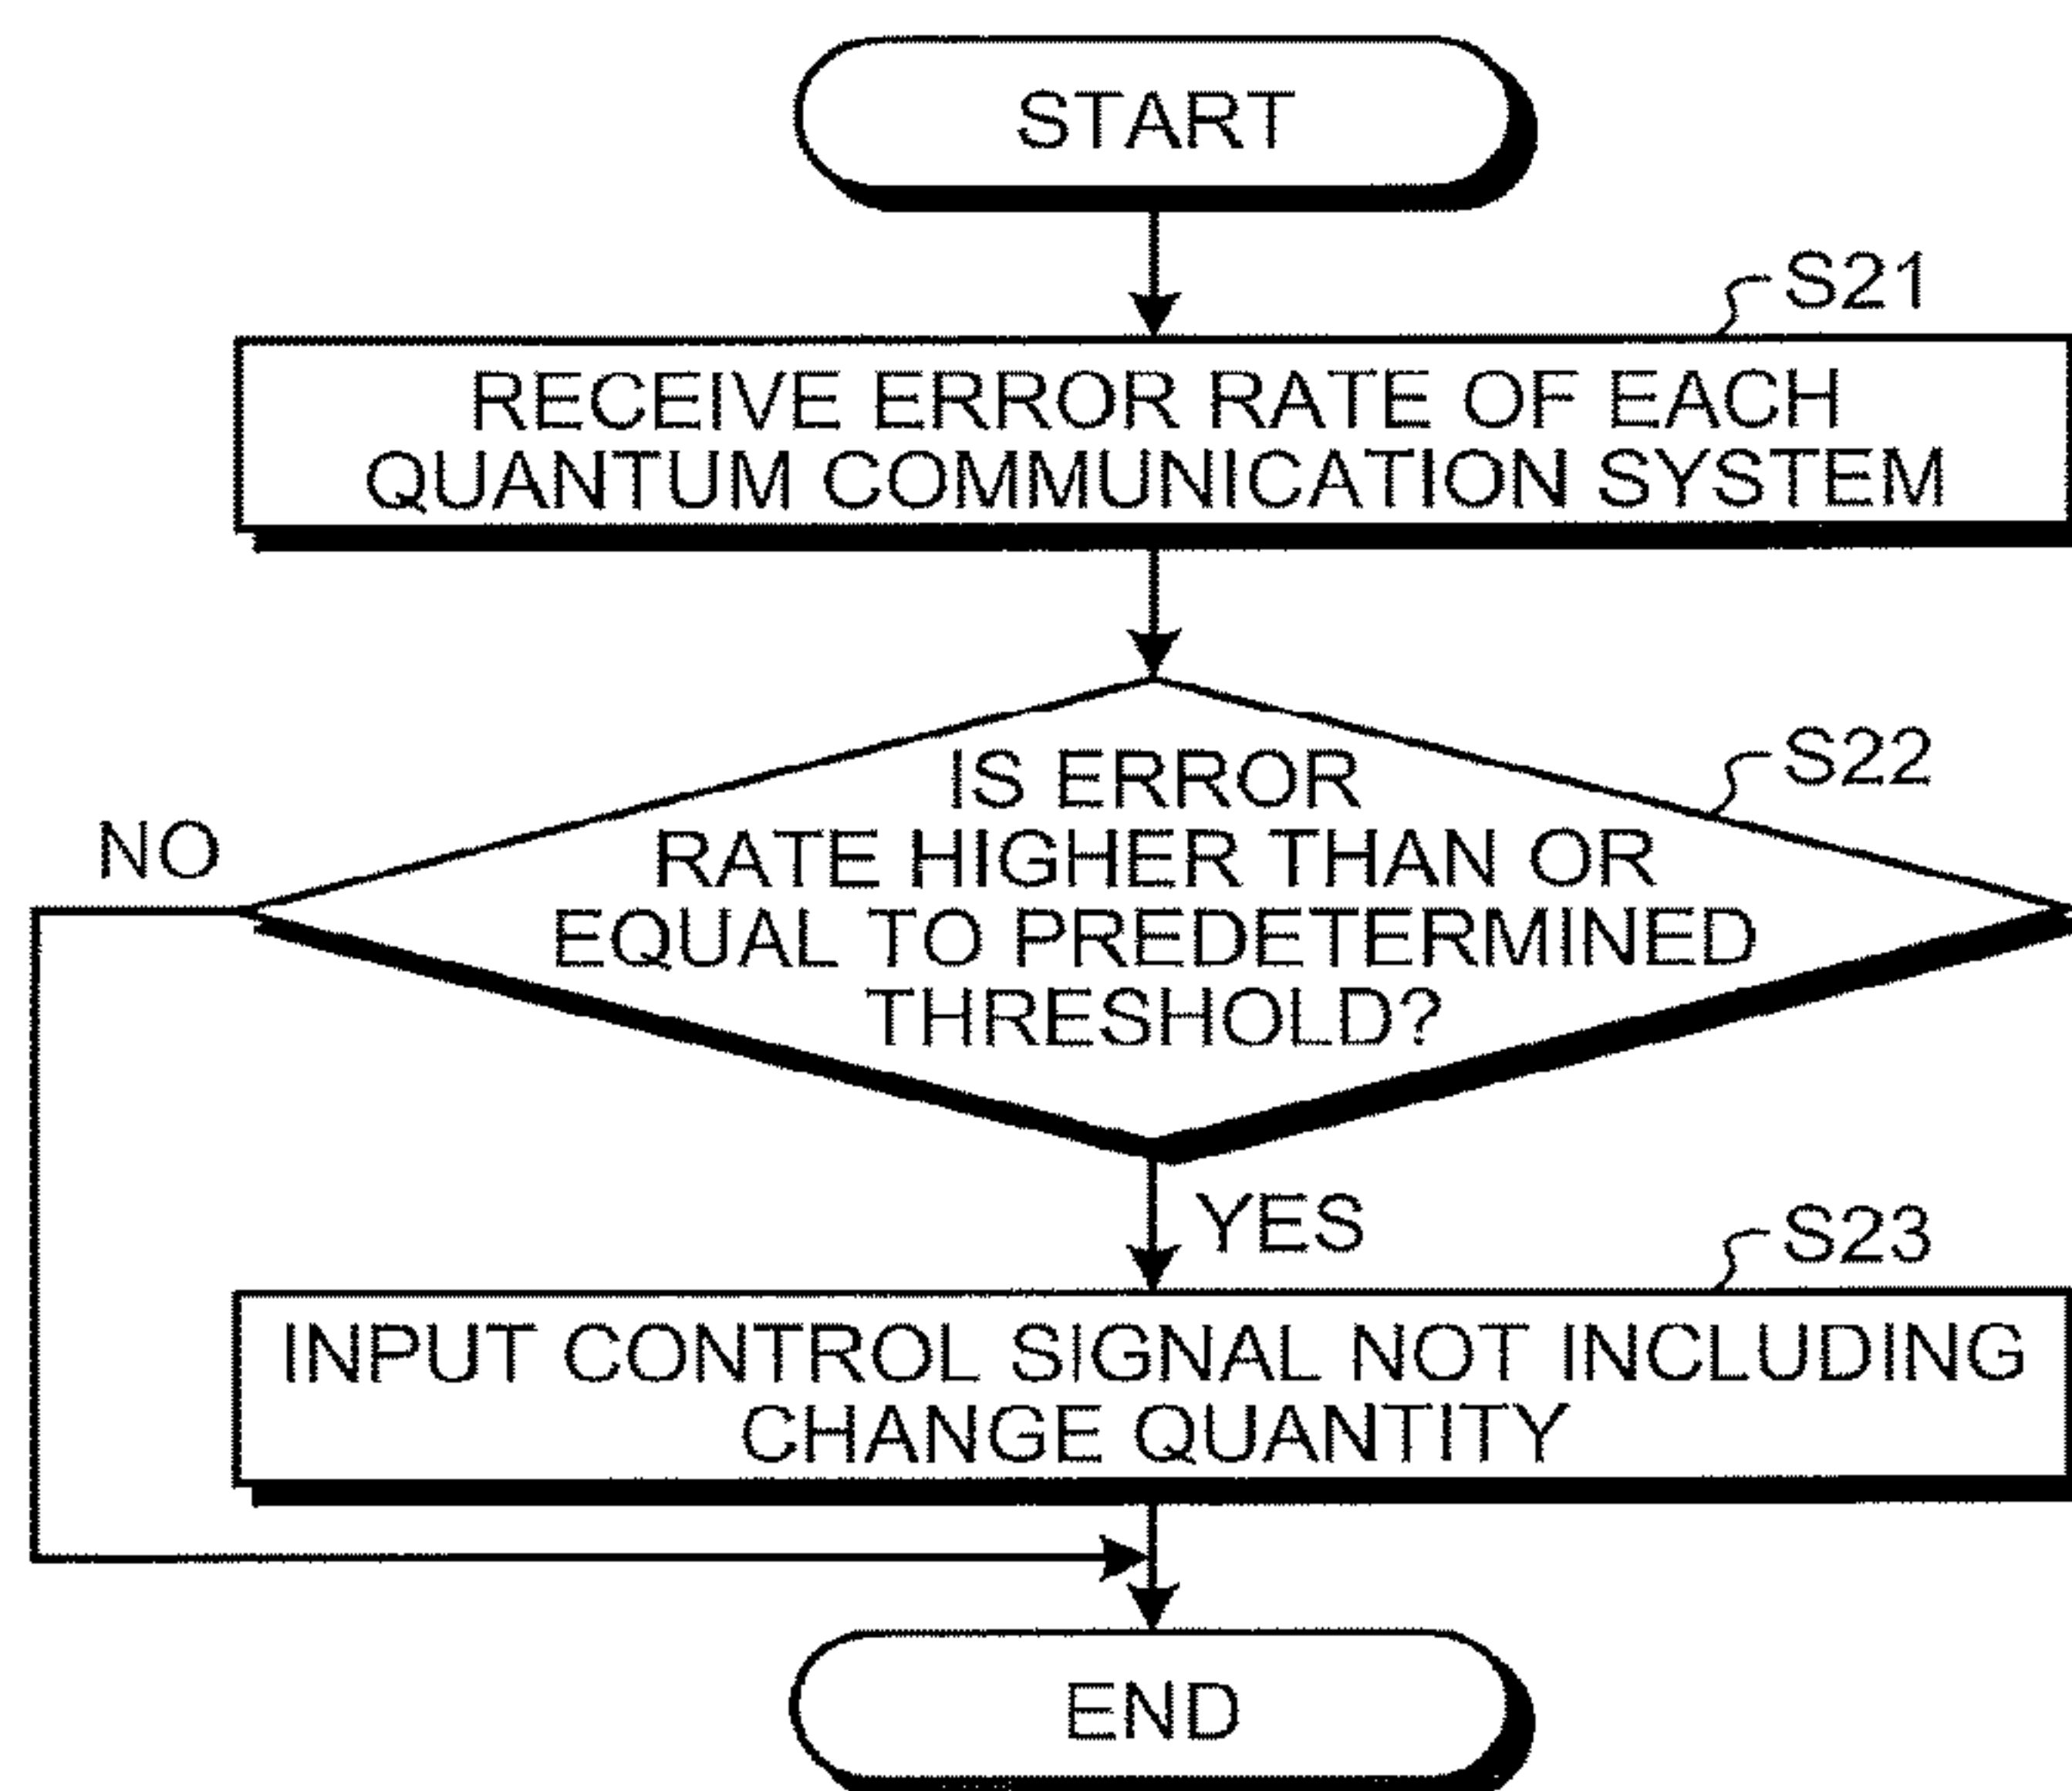 START
S21
RECEIVE ERROR RATE OF EACH
QUANTUM COMMUNICATION SYSTEM
S22
IS ERROR
RATE HIGHER THAN OR
EQUAL TO PREDETERMINED
THRESHOLD?
NO
YES
S23
INPUT CONTROL SIGNAL NOT INCLUDING
CHANGE QUANTITY
END